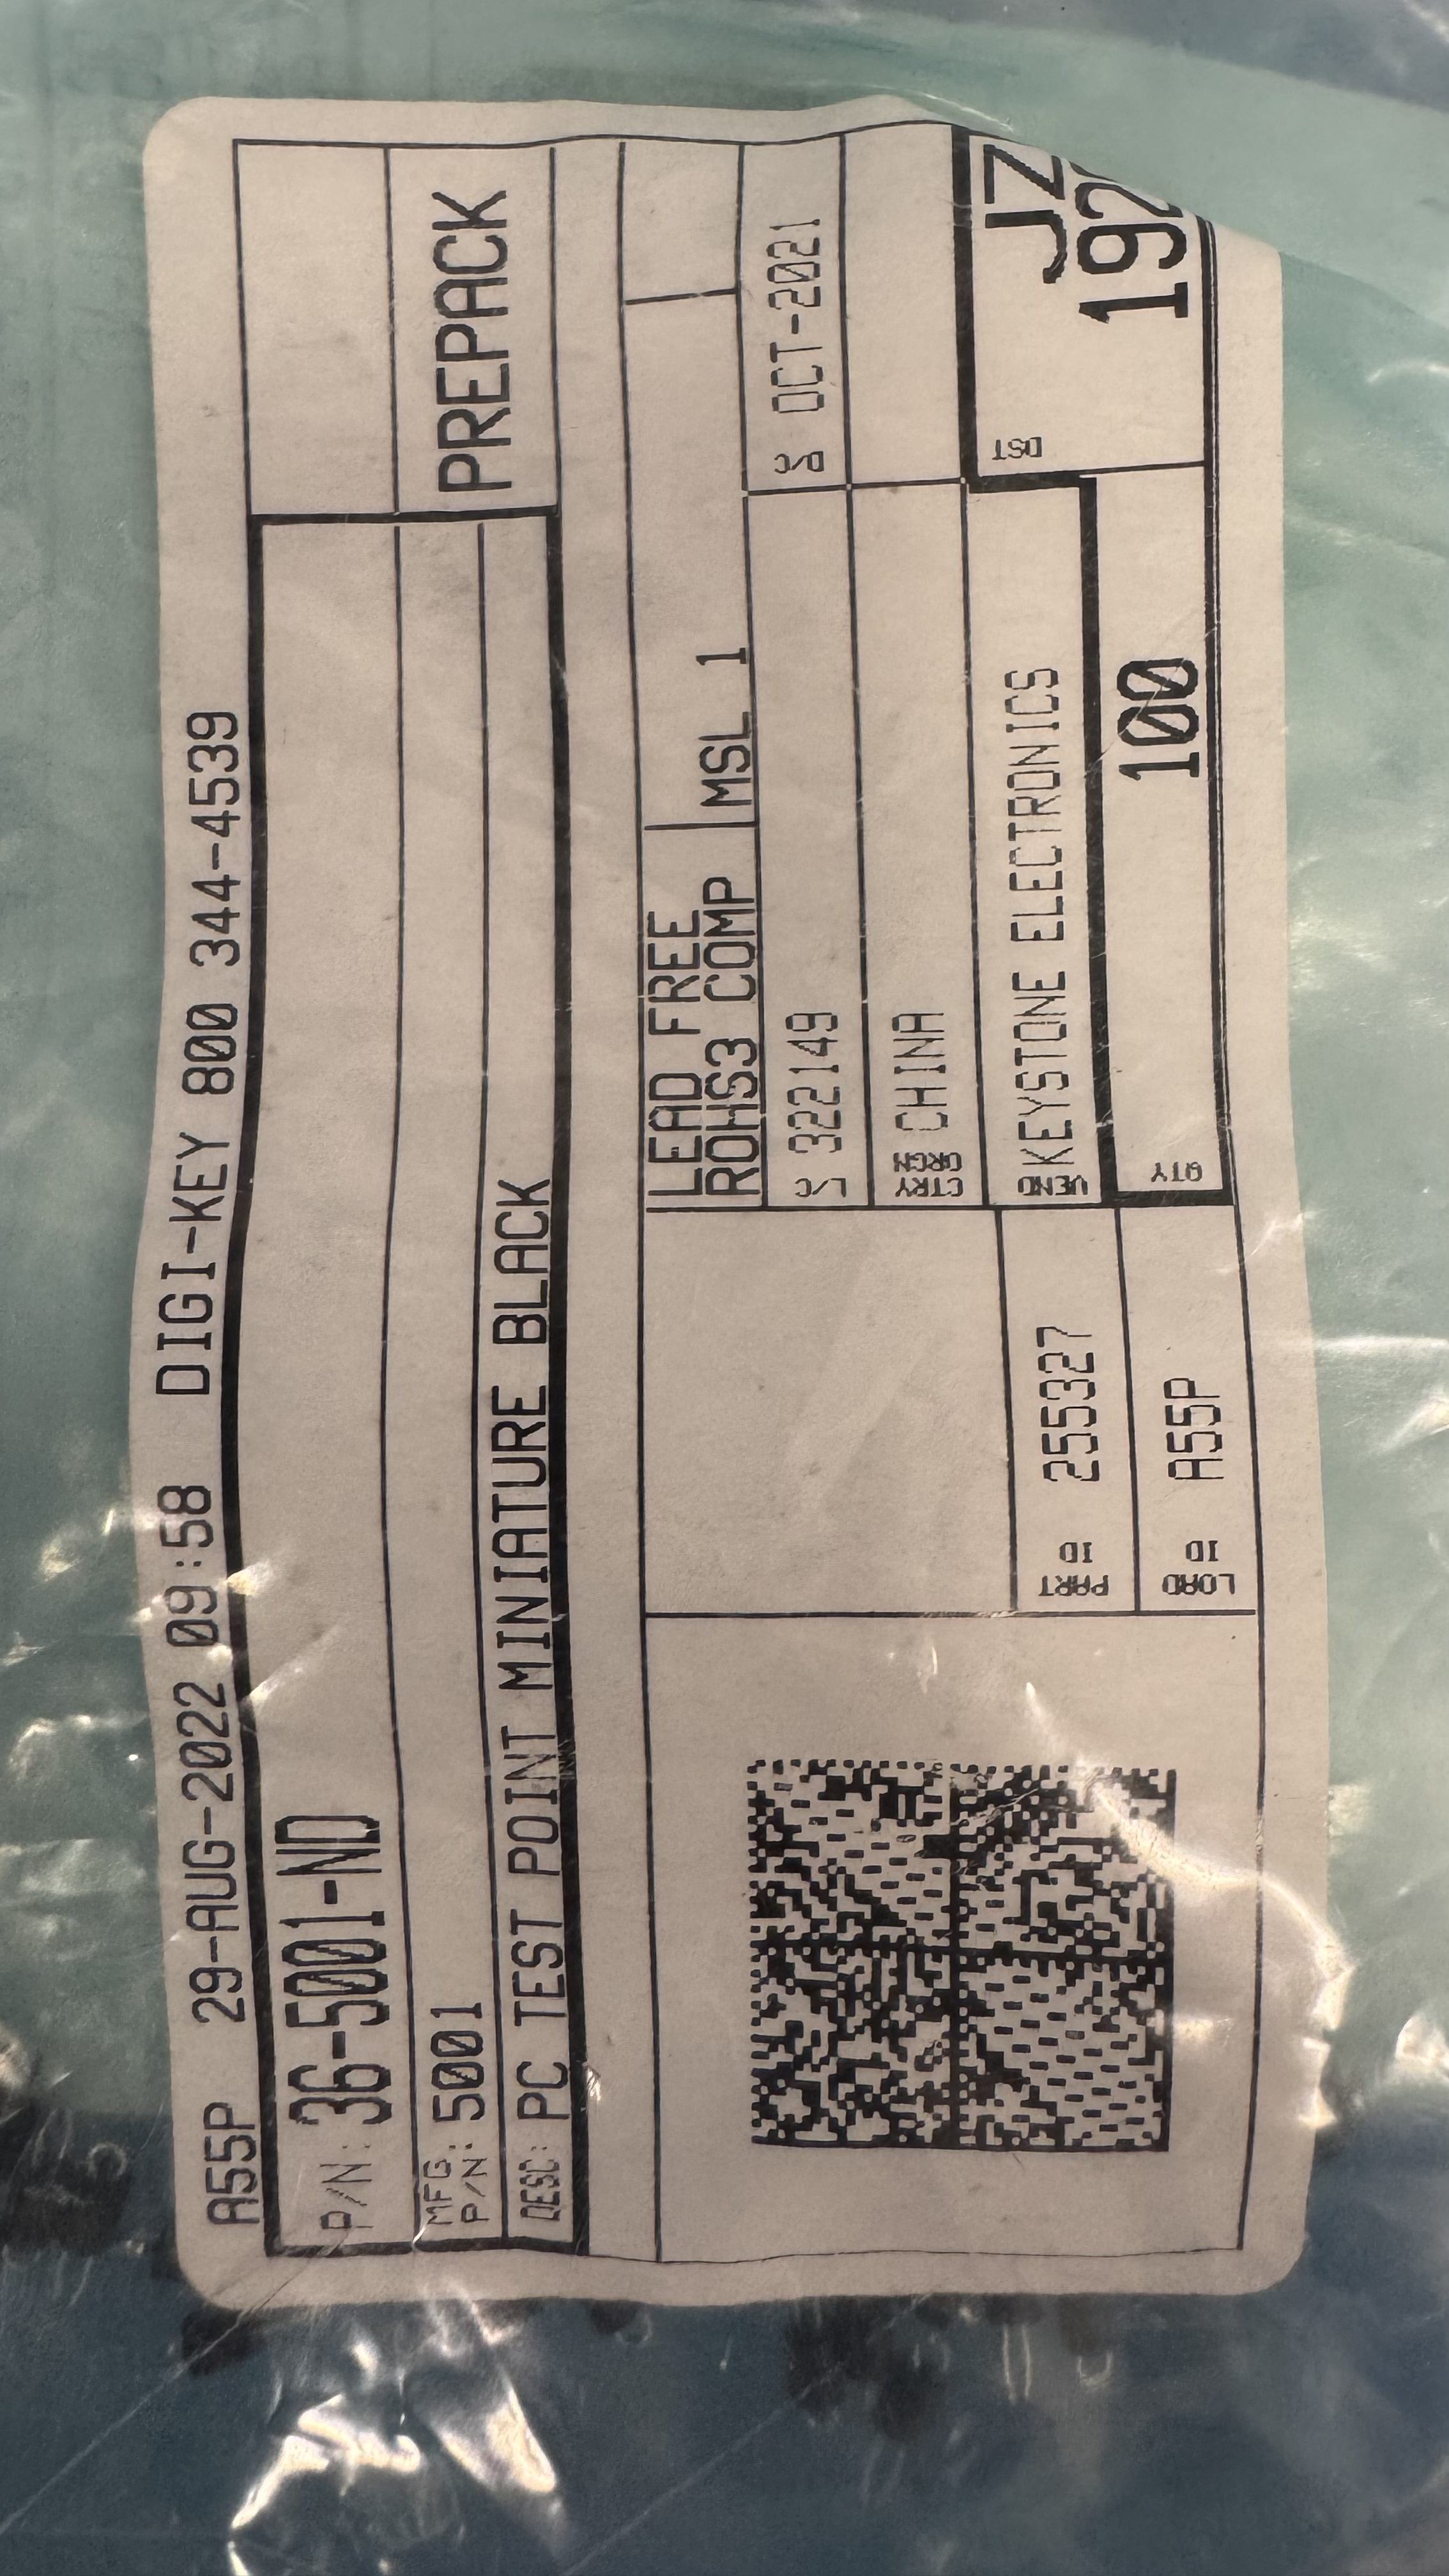 A55P 29-AUG-2022 09:58 DIGI-KEY 800 344-4539
P/N: 36-5001-ND
MFG: P/N: 5001
PREPACK
DESC: PC TEST POINT MINIATURE BLACK
LEAD FREE
ROHS3 COMP
MSL 1
L/C 322149
D/C OCT-2021
CTRY ORGN CHINA
VEND KEYSTONE ELECTRONICS
PART ID 255327
LOAD ID A55P
QTY 100
DST JZ